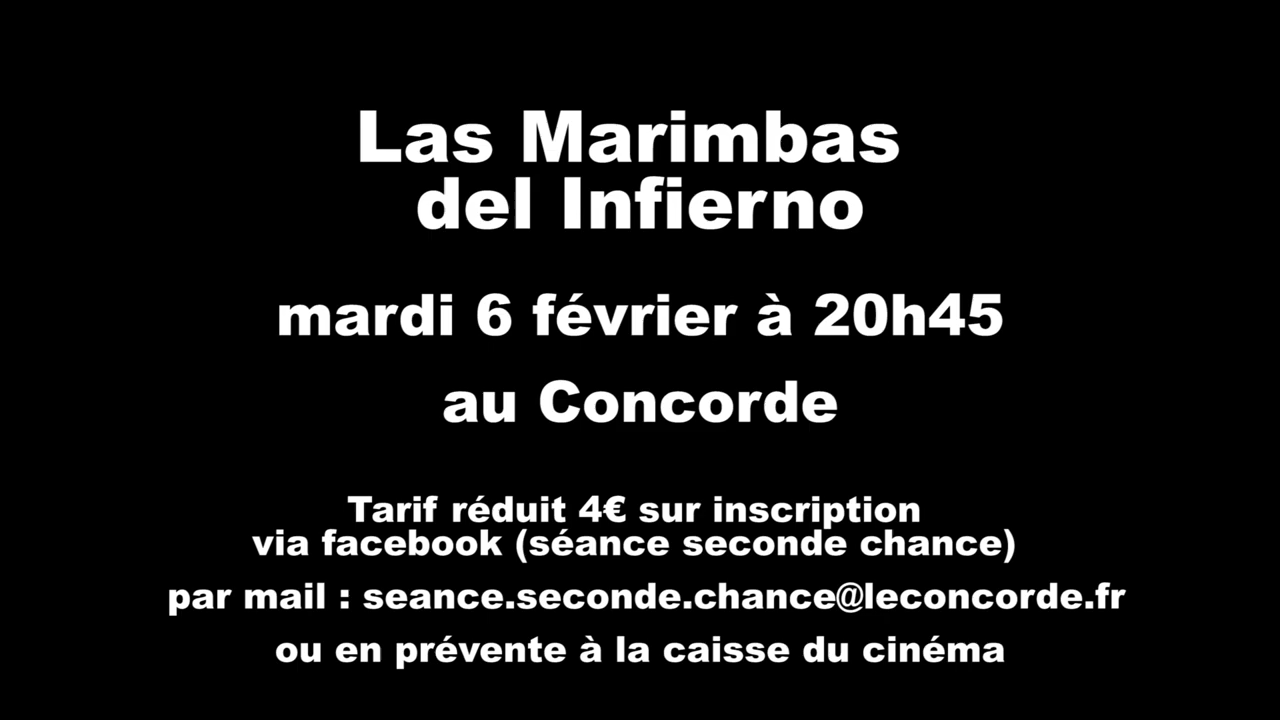 Las Marimbas
del Infierno
mardi 6 février à 20h45
au Concorde
Tarif réduit 4€ sur inscription
via facebook (séance seconde chance)
par mail : seance.seconde.chance@leconcorde.fr
ou en prévente à la caisse du cinéma